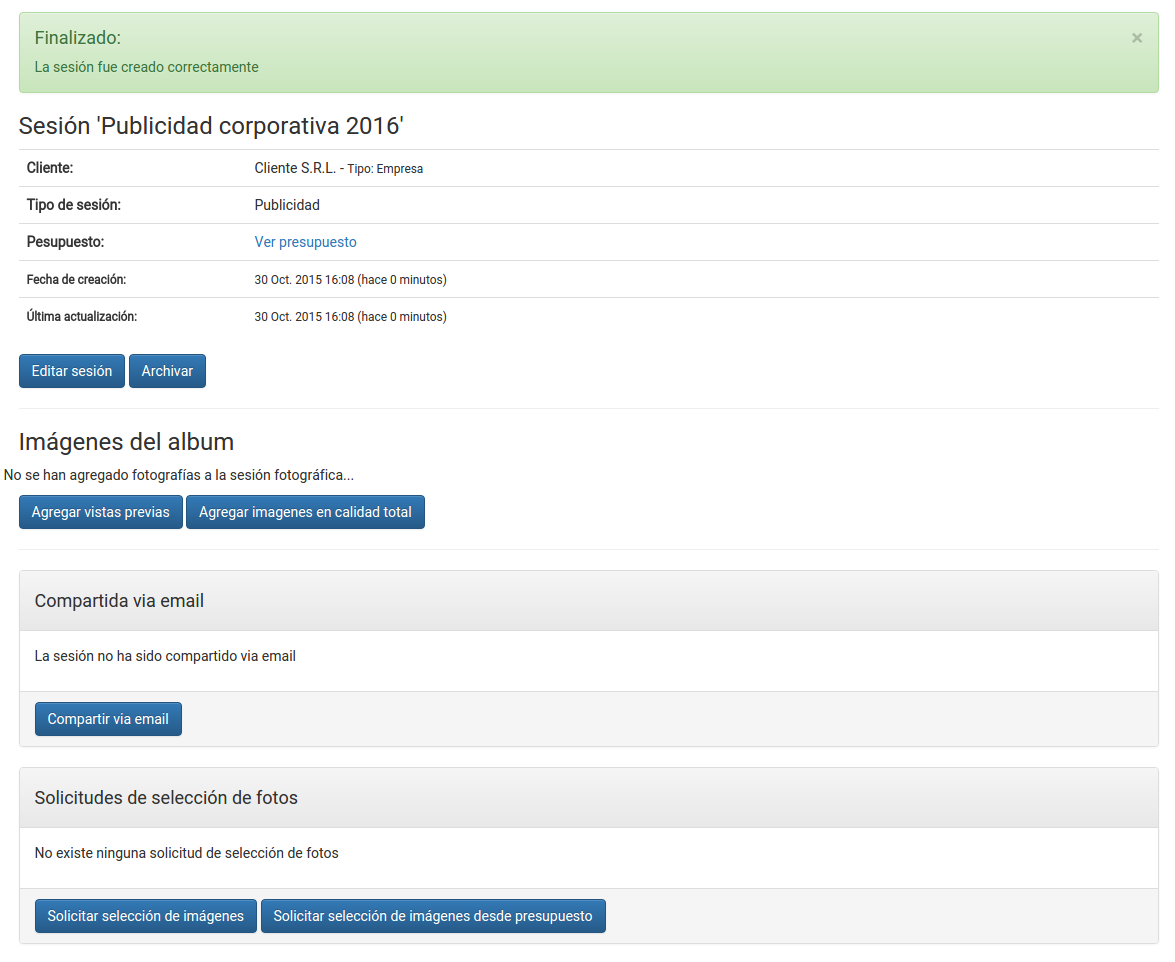 Finalizado:
×
La sesión fue creado correctamente
Sesión 'Publicidad corporativa 2016'
Cliente: Cliente S.R.L. - Tipo: Empresa
Tipo de sesión: Publicidad
Pesupuesto: Ver presupuesto
Fecha de creación: 30 Oct. 2015 16:08 (hace 0 minutos)
Última actualización: 30 Oct. 2015 16:08 (hace 0 minutos)
Editar sesión Archivar
Imágenes del album
No se han agregado fotografías a la sesión fotográfica...
Agregar vistas previas Agregar imagenes en calidad total
Compartida via email
La sesión no ha sido compartido via email
Compartir via email
Solicitudes de selección de fotos
No existe ninguna solicitud de selección de fotos
Solicitar selección de imágenes Solicitar selección de imágenes desde presupuesto